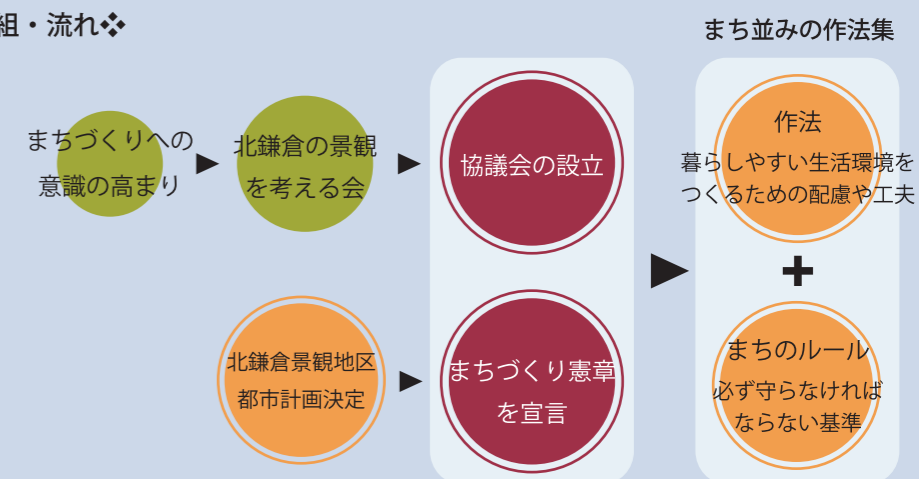 組・流れ❖
まちづくりへの
意識の高まり
北鎌倉の景観
を考える会
協議会の設立
北鎌倉景観地区
都市計画決定
まちづくり憲章
を宣言
まち並みの作法集
作法
暮らしやすい生活環境を
つくるための配慮や工夫
+
まちのルール
必ず守らなければ
ならない基準